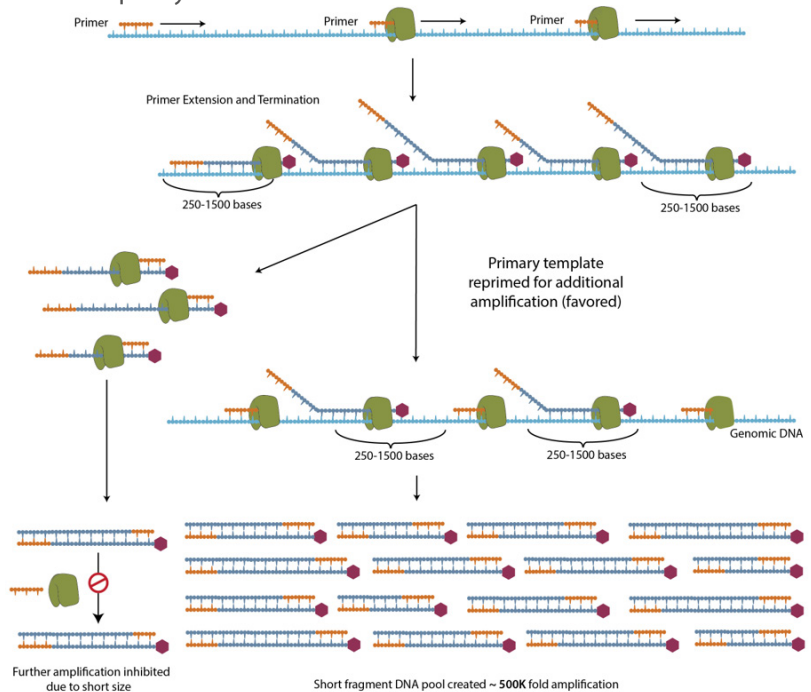 Primer
Primer
Primer
Primer Extension and Termination
250-1500 bases
250-1500 bases
Primary template
reprimed for additional
amplification (favored)
Genomic DNA
250-1500 bases
250-1500 bases
Further amplification inhibited
due to short size
Short fragment DNA pool created ~ 500K fold amplification